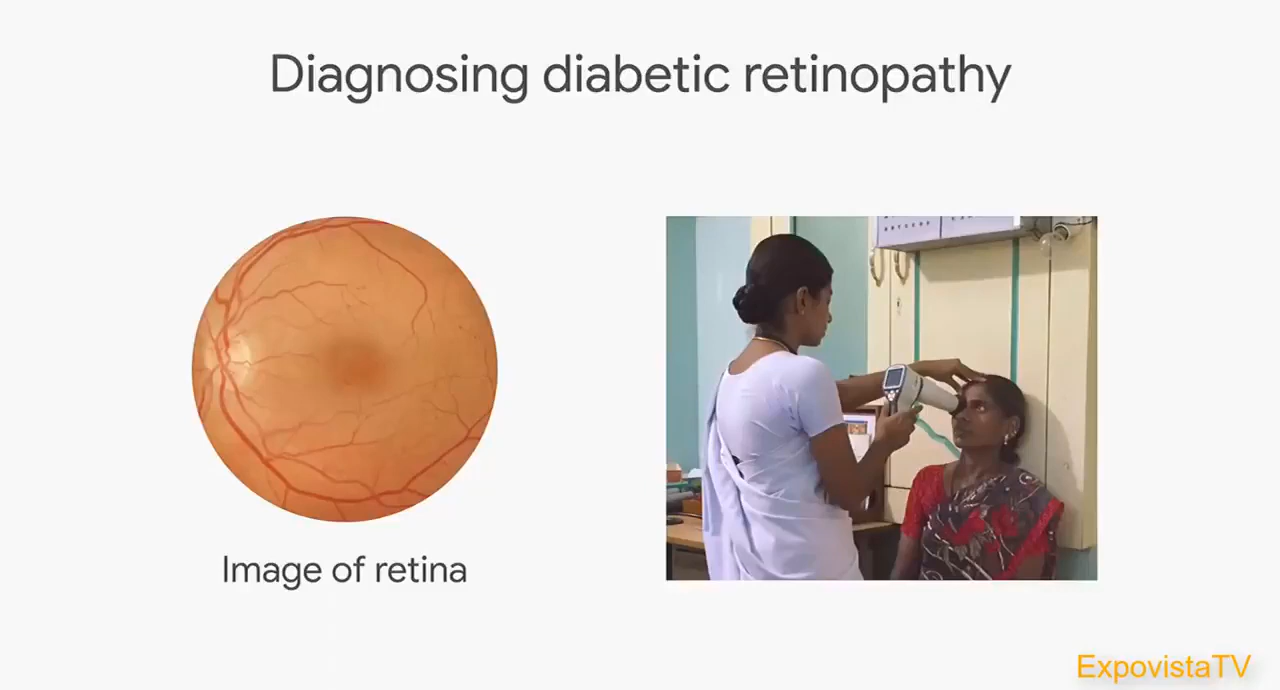 Diagnosing diabetic retinopathy
Image of retina
ExpovistaTV